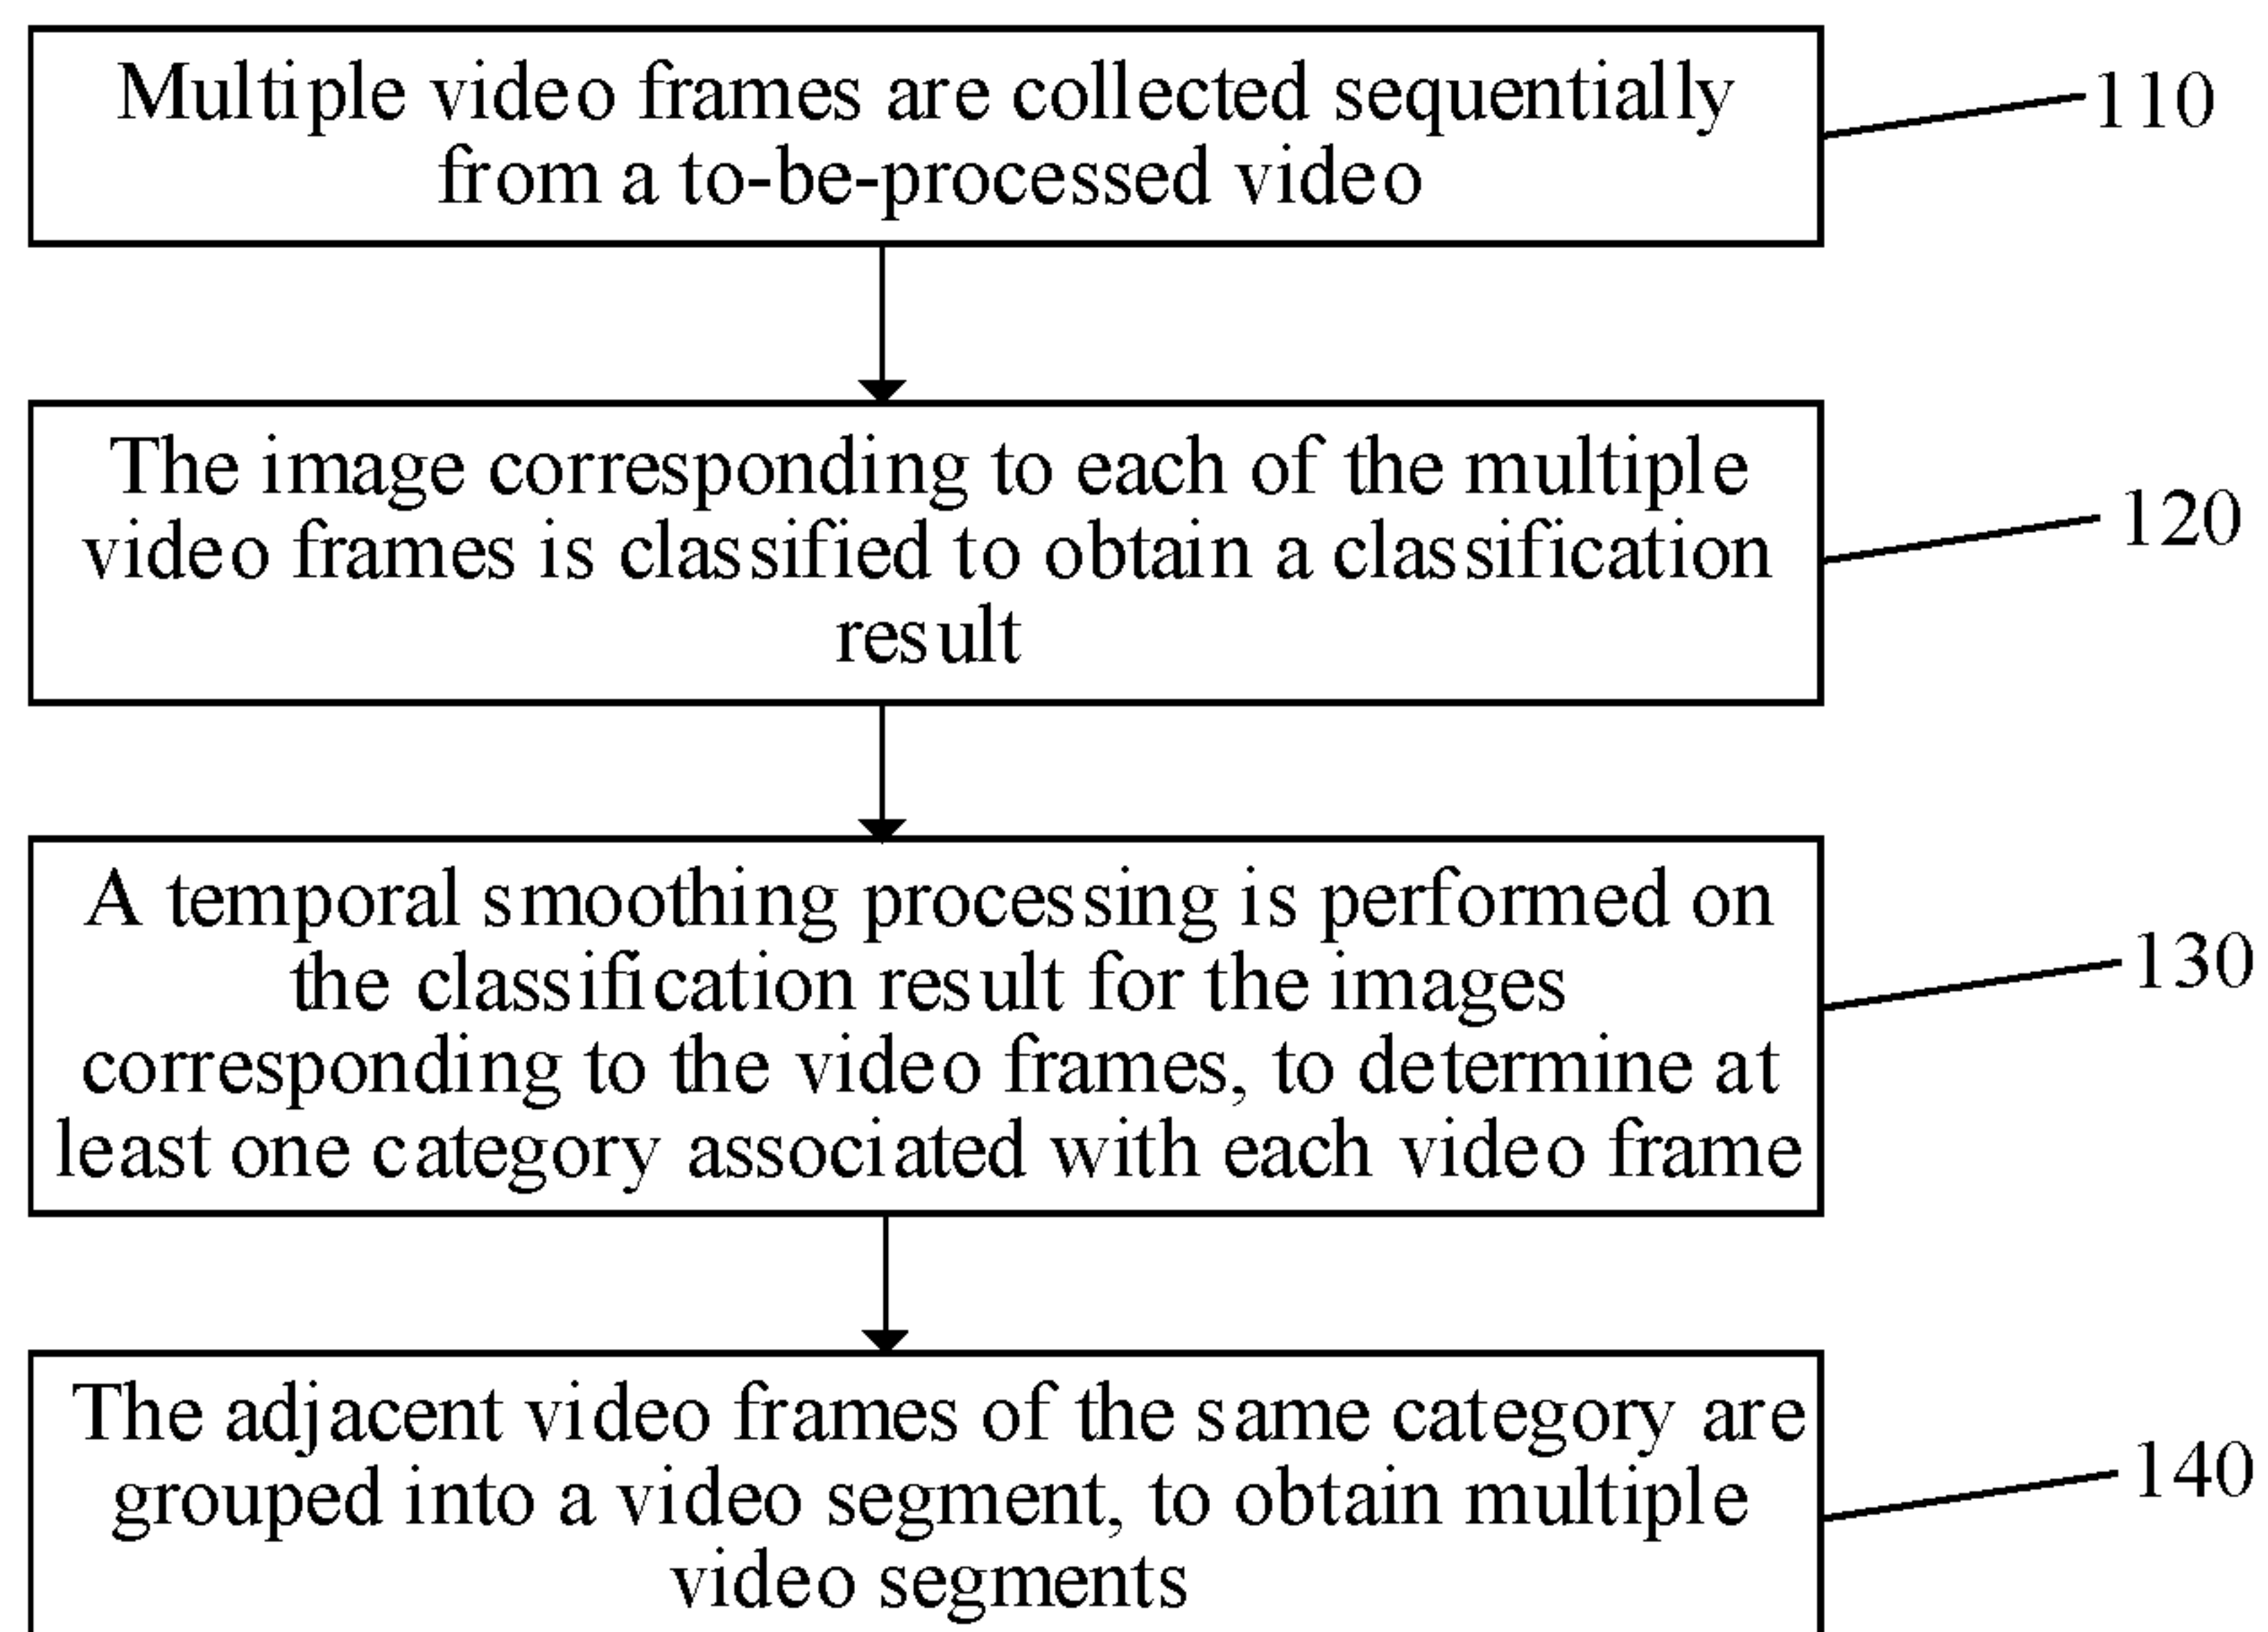 Multiple video frames are collected sequentially
from a to-be-processed video
110
The image corresponding to each of the multiple
video frames is classified to obtain a classification
result
120
A temporal smoothing processing is performed on
the classification result for the images
corresponding to the video frames, to determine at
least one category associated with each video frame
130
The adjacent video frames of the same category are
grouped into a video segment, to obtain multiple
video segments
140